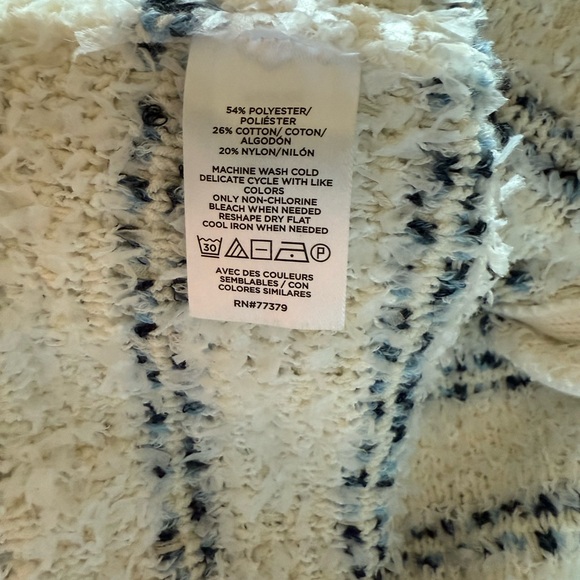 54% POLYESTER/
POLIÉSTER
26% COTTON/ COTON/
ALGODÓN
20% NYLON/NILÓN
MACHINE WASH COLD
DELICATE CYCLE WITH LIKE
COLORS
ONLY NON-CHLORINE
BLEACH WHEN NEEDED
RESHAPE DRY FLAT
COOL IRON WHEN NEEDED
30 P
AVEC DES COULEURS
SEMBLABLES / CON
COLORES SIMILARES
RN#77379